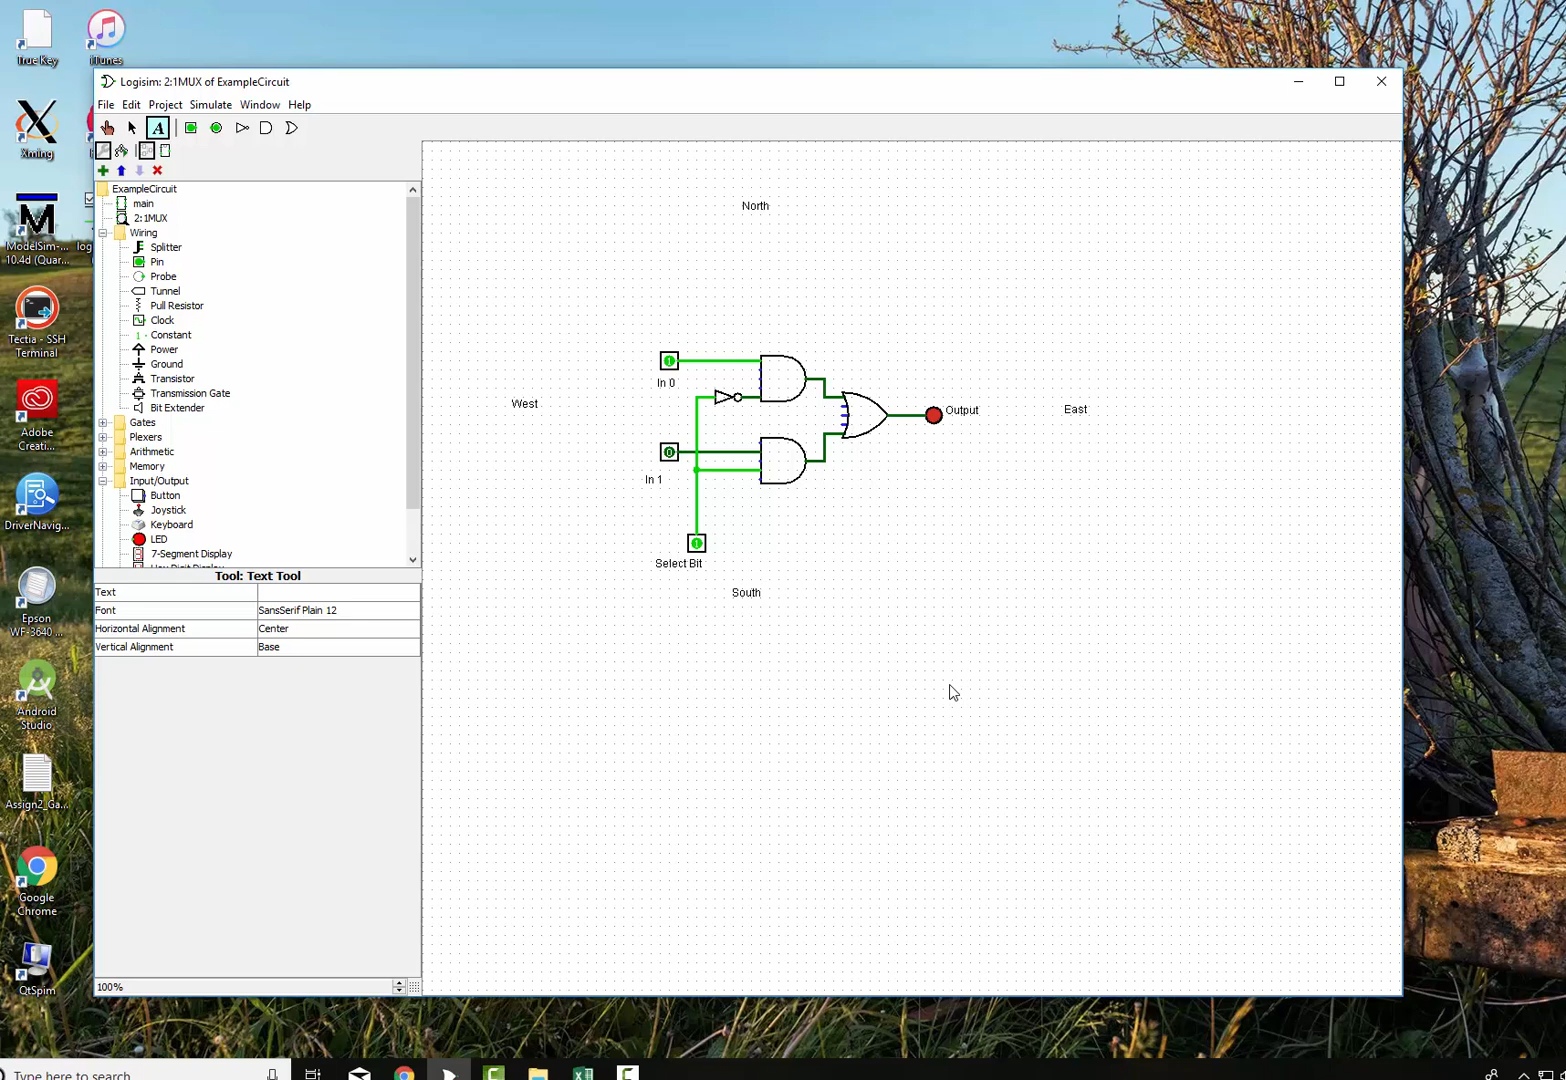 True Key
iTunes
Xming
ModelSim-...
10.4d (Quar...
Tectia - SSH
Terminal
Adobe
Creati...
DriverNavig...
Epson
WF-3640 ...
Android
Studio
Assign2_Ga...
Google
Chrome
QtSpim
Logisim: 2:1MUX of ExampleCircuit
File Edit Project Simulate Window Help
A
ExampleCircuit
main
2:1MUX
Wiring
Splitter
Pin
Probe
Tunnel
Pull Resistor
Clock
1 Constant
Power
Ground
Transistor
Transmission Gate
Bit Extender
Gates
Plexers
Arithmetic
Memory
Input/Output
Button
Joystick
Keyboard
LED
7-Segment Display
Tool: Text Tool
Text
Font SansSerif Plain 12
Horizontal Alignment Center
Vertical Alignment Base
100%
North
1
In 0
West
Output
East
0
In 1
1
Select Bit
South
Type here to search